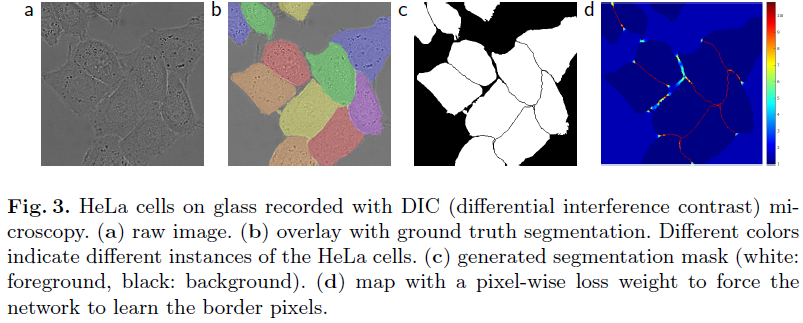 a b c d
Fig. 3. HeLa cells on glass recorded with DIC (differential interference contrast) mi-
croscopy. (a) raw image. (b) overlay with ground truth segmentation. Different colors
indicate different instances of the HeLa cells. (c) generated segmentation mask (white:
foreground, black: background). (d) map with a pixel-wise loss weight to force the
network to learn the border pixels.